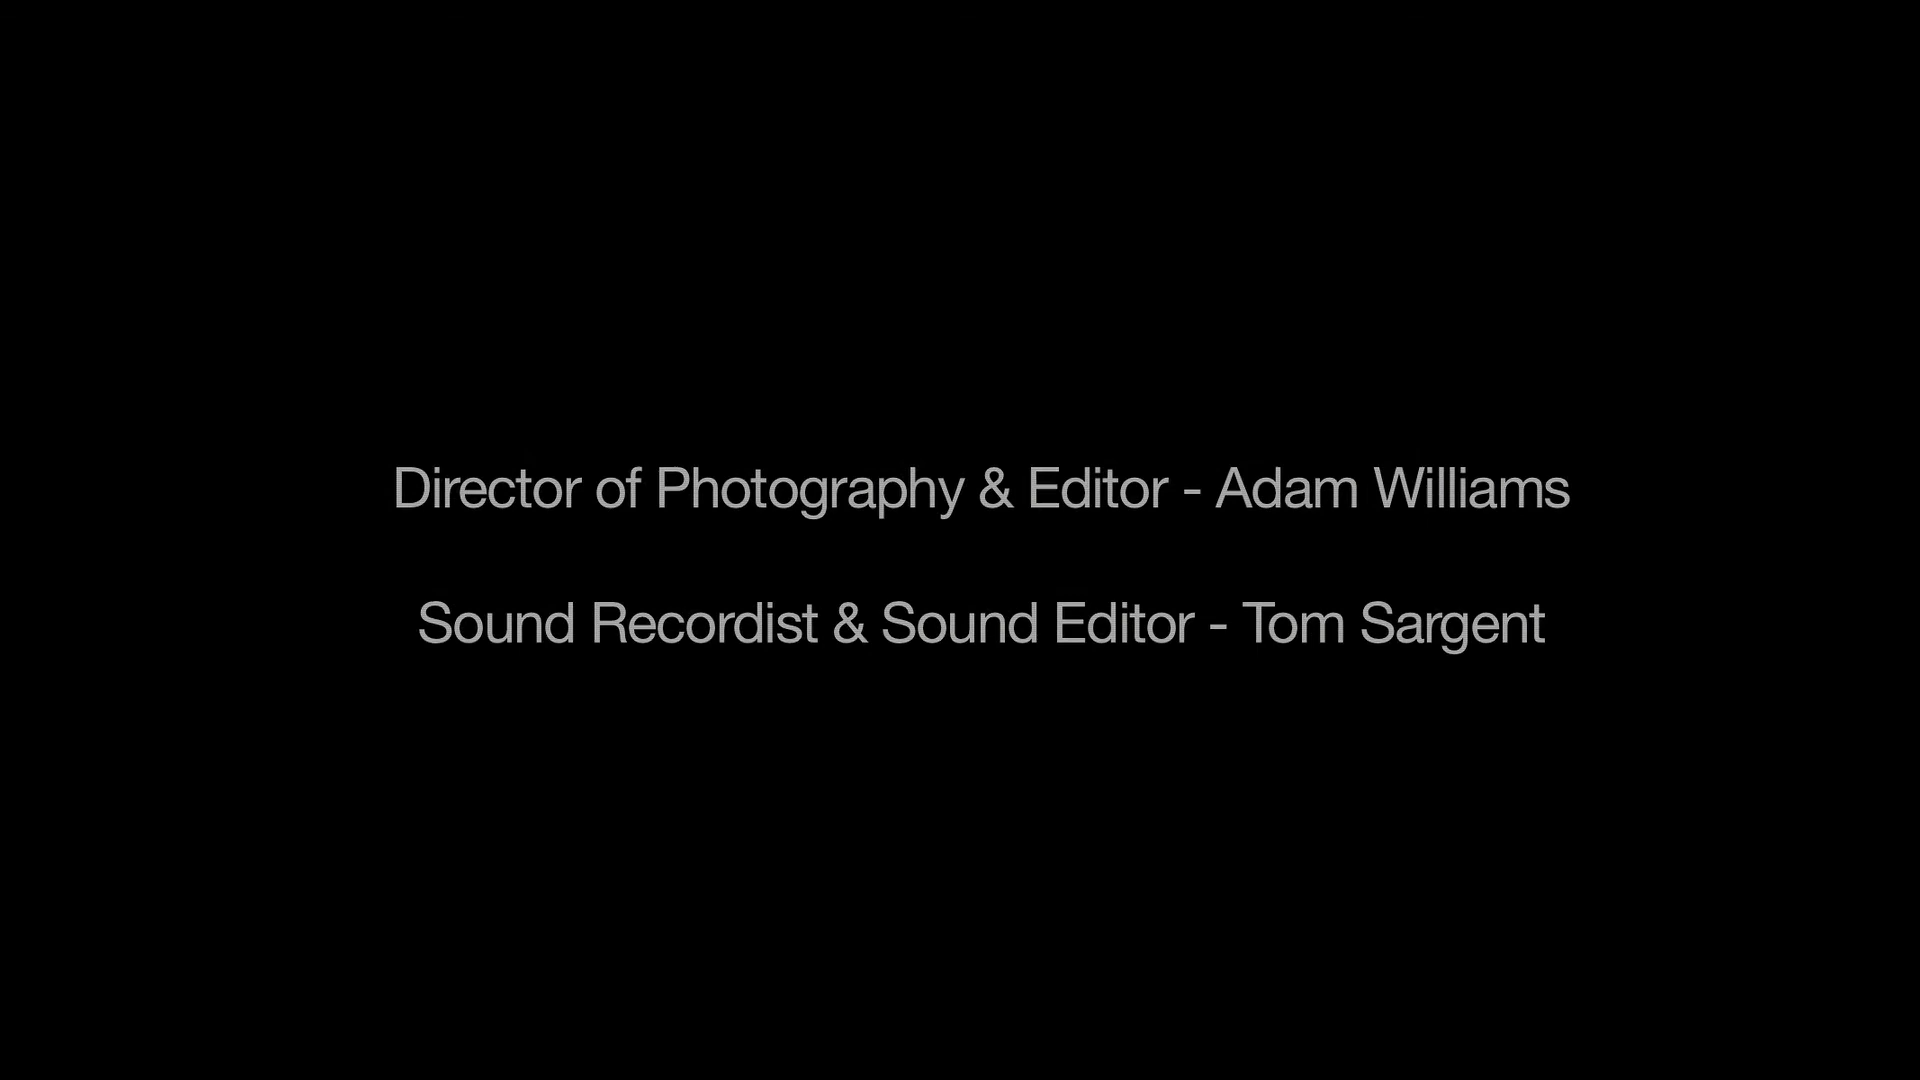 Director of Photography & Editor - Adam Williams
Sound Recordist & Sound Editor - Tom Sargent